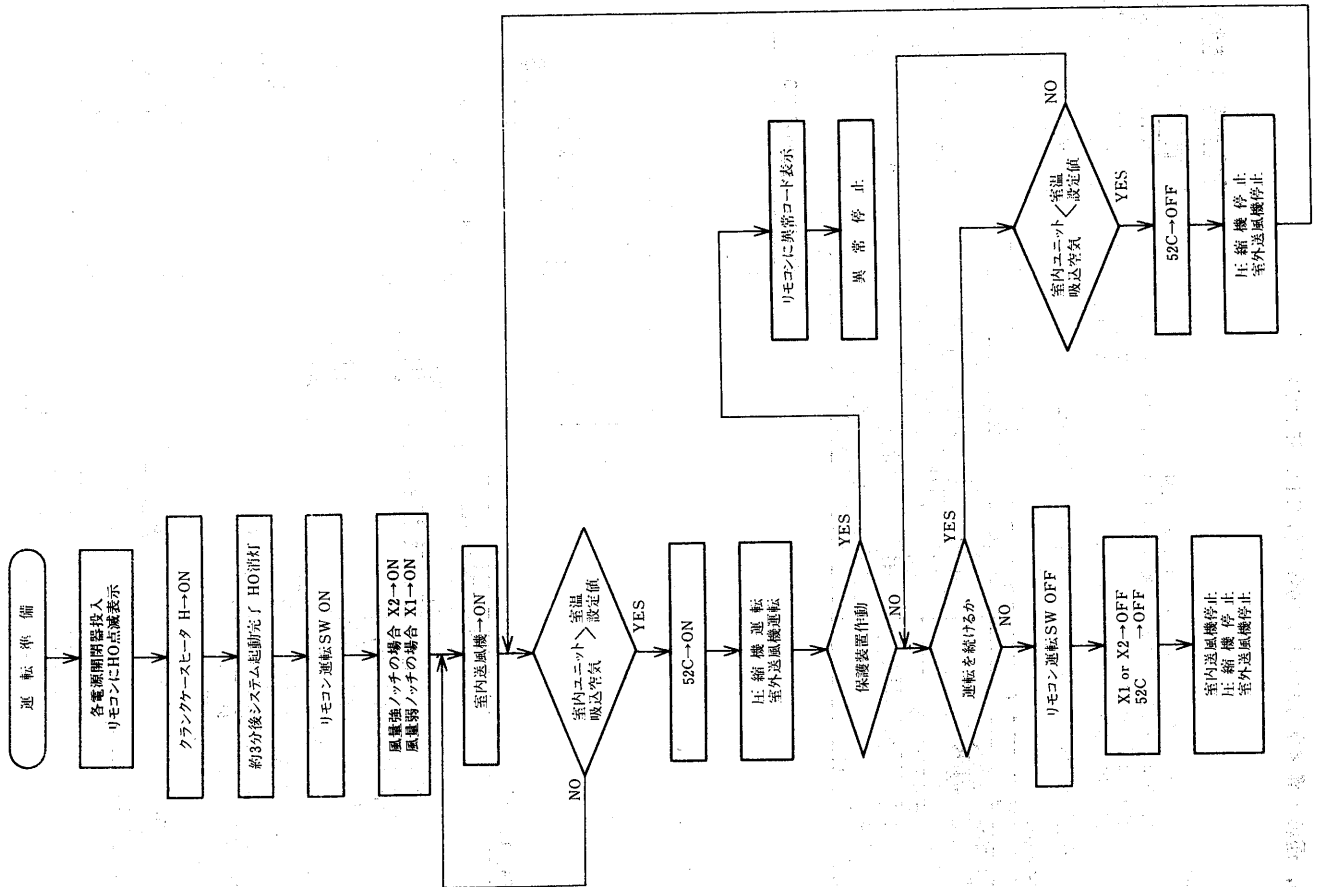 運転準備
各電源開閉器投入
リモコンにHO点滅表示
クランクケースヒータ H→ON
約3分後システム起動完了 HO消灯
リモコン運転SW ON
風量強ノッチの場合 X2→ON
風量弱ノッチの場合 X1→ON
室内送風機→ON
室内ユニット > 室温
吸込空気 設定値
NO
YES
52C→ON
圧縮機運転
室外送風機運転
保護装置作動
YES
NO
リモコンに異常コード表示
異常停止
運転を続けるか
YES
NO
室内ユニット < 室温
吸込空気 設定値
NO
YES
52C→OFF
圧縮機停止
室外送風機停止
リモコン運転SW OFF
X1 or X2→OFF
52C →OFF
室内送風機停止
圧縮機停止
室外送風機停止